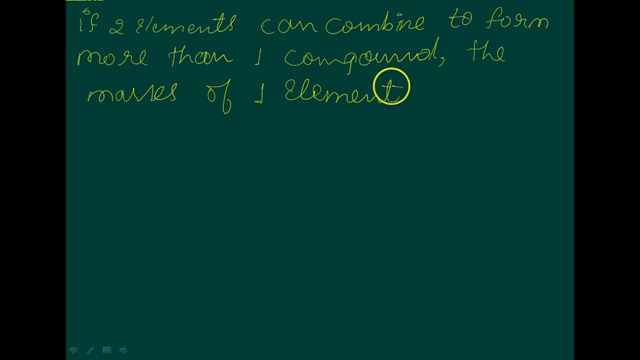 if 2 Elements can combine to form
more than 1 compound, the
masses of 1 Element